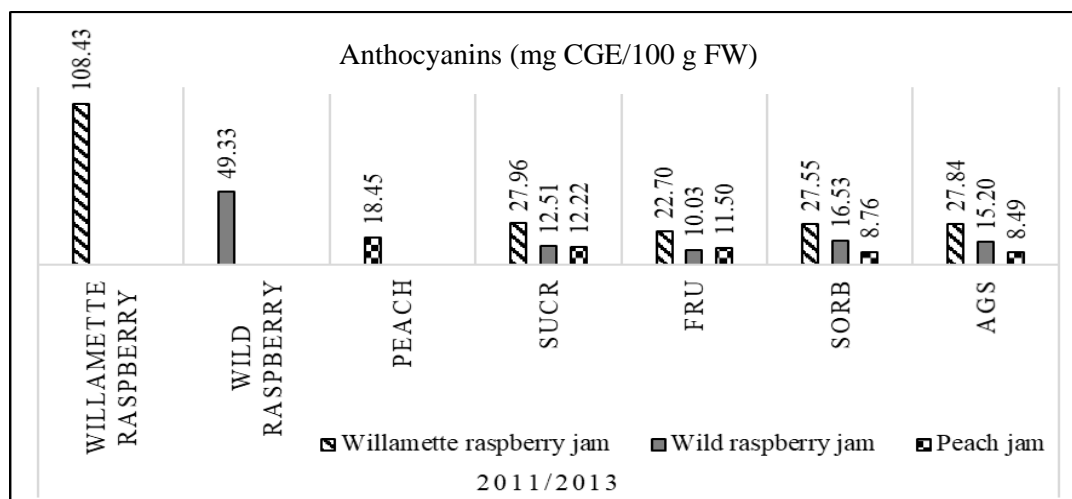 Anthocyanins (mg CGE/100 g FW)
108.43
49.33
18.45
27.96
12.51
12.22
22.70
10.03
11.50
27.55
16.53
8.76
27.84
15.20
8.49
WILLAMETTE
RASPBERRY
WILD
RASPBERRY
PEACH
SUCR
FRU
SORB
AGS
Willamette raspberry jam
Wild raspberry jam
Peach jam
2011/2013